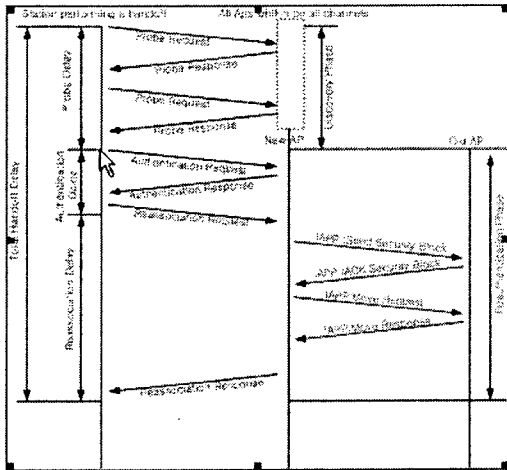 Station performing a handoff
All Aps within range on all channels
Probe Request
Probe Response
Probe Request
Probe Response
New AP
Old AP
Authentication Request
Authentication Response
Reassociation Request
IAPP Send Security Block
IAPP ACK Security Block
IAPP Move Request
IAPP Move Response
Reassociation Response
Total Handoff Delay
Probe Delay
Authentication
Reassociation Delay
Discovery Phase
Reauthentication Phase